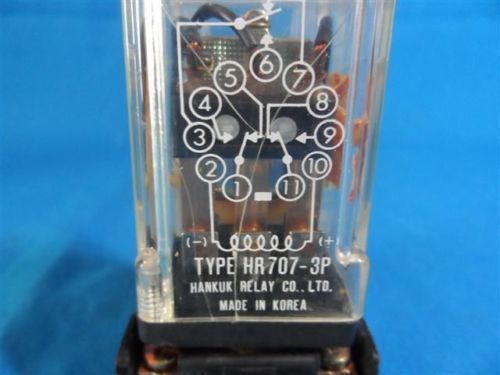 6
5 7
4 8
3 9
2 10
1 11
(-) (+)
TYPE HR707-3P
HANKUK RELAY CO., LTD.
MADE IN KOREA